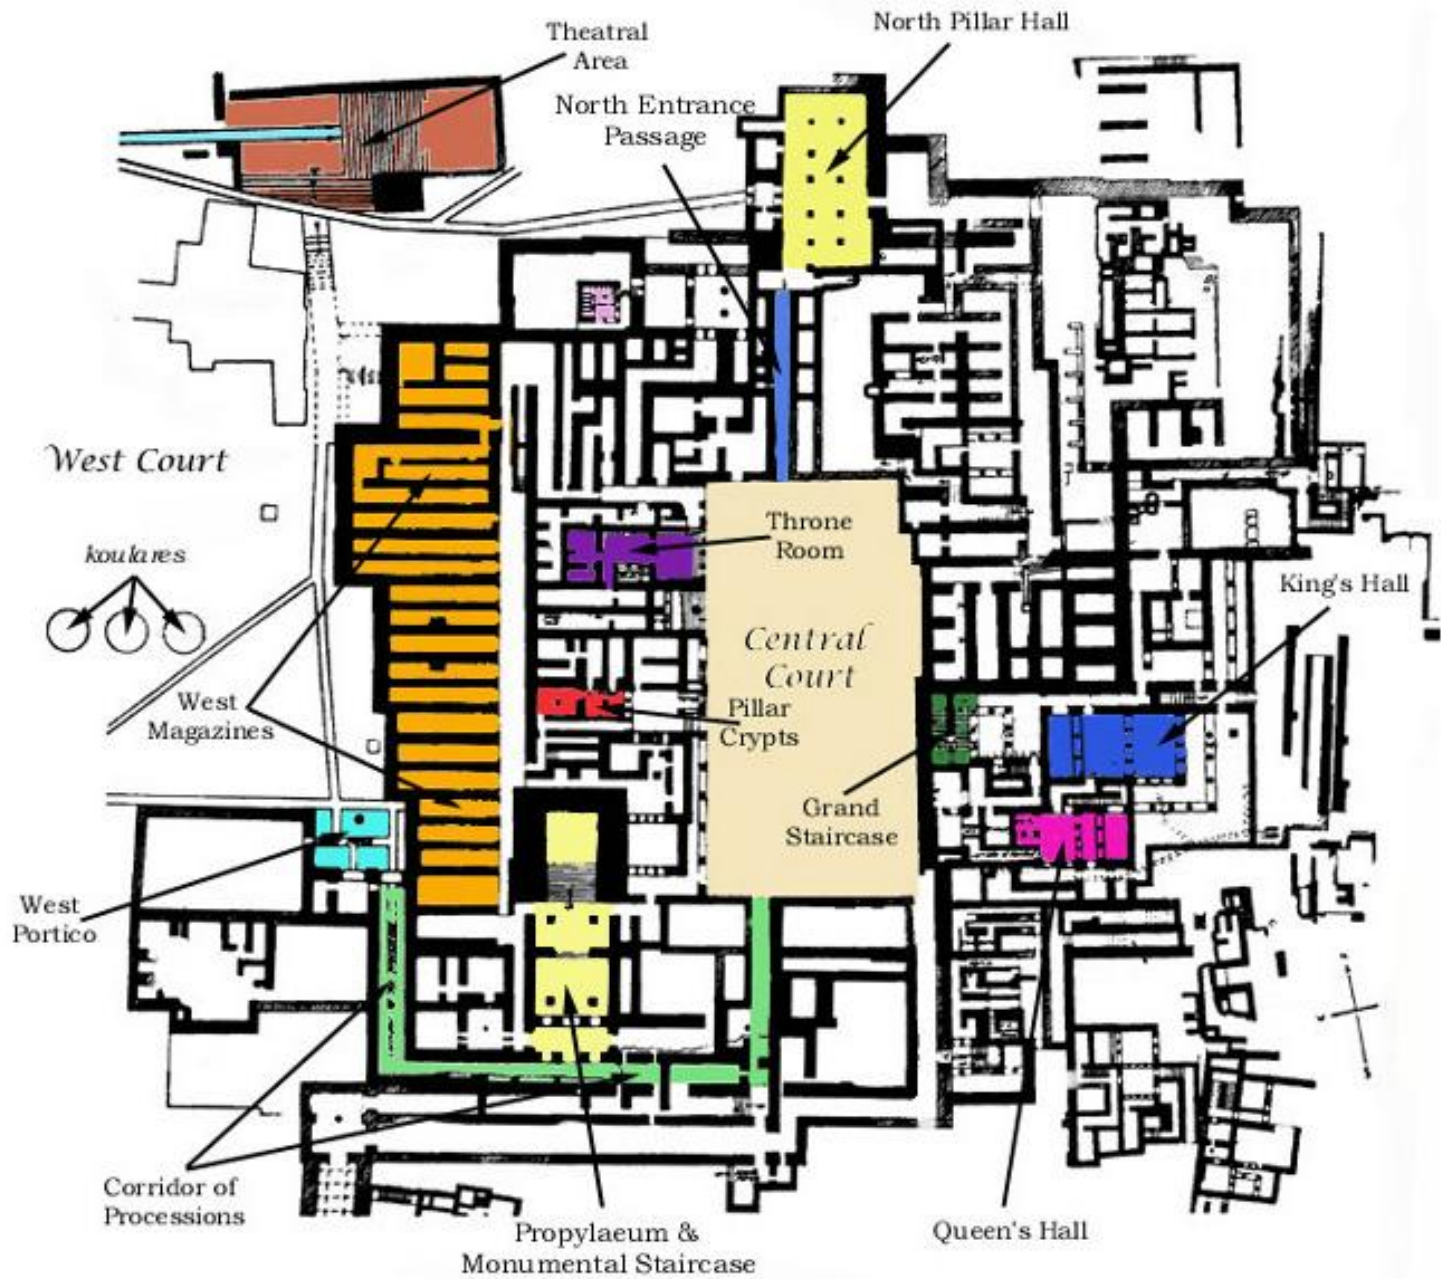 North Pillar Hall
Theatral
Area
North Entrance
Passage
West Court
koulares
Throne
Room
King's Hall
Central
Court
West
Magazines
Pillar
Crypts
Grand
Staircase
West
Portico
Corridor of
Processions
Propylaeum &
Monumental Staircase
Queen's Hall